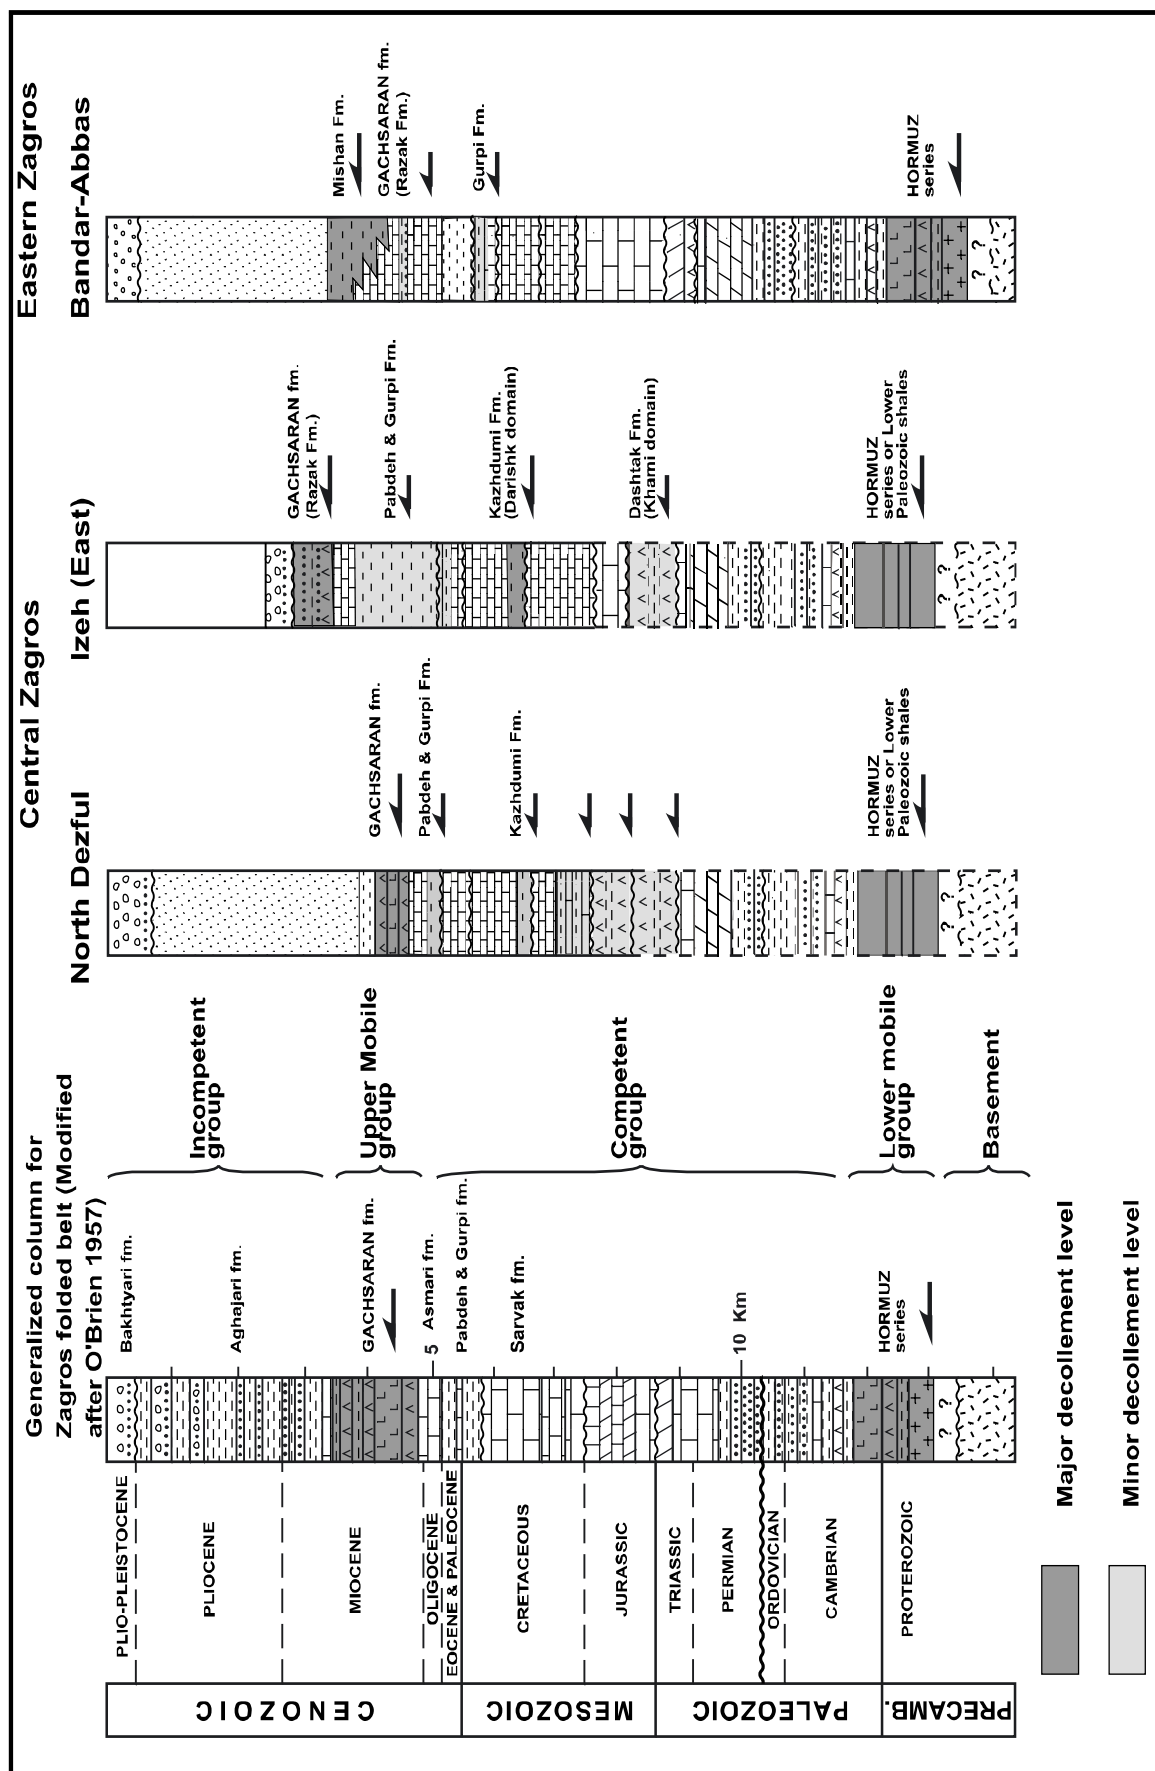 Generalized column for
Zagros folded belt (Modified
after O'Brien 1957)
Central Zagros
Eastern Zagros
North Dezful
Izeh (East)
Bandar-Abbas
CENOZOIC
MESOZOIC
PALEOZOIC
PRECAMB.
PLIO-PLEISTOCENE
PLIOCENE
MIOCENE
OLIGOCENE
EOCENE & PALEOCENE
CRETACEOUS
JURASSIC
TRIASSIC
PERMIAN
ORDOVICIAN
CAMBRIAN
PROTEROZOIC
?
?
Bakhtyari fm.
Aghajari fm.
GACHSARAN fm.
Asmari fm.
5
Pabdeh & Gurpi fm.
Sarvak fm.
10 Km
HORMUZ
series
Incompetent
group
Upper Mobile
group
Competent
group
Lower mobile
group
Basement
?
?
GACHSARAN fm.
Pabdeh & Gurpi Fm.
Kazhdumi Fm.
HORMUZ
series or Lower
Paleozoic shales
?
?
GACHSARAN fm.
(Razak Fm.)
Pabdeh & Gurpi Fm.
Kazhdumi Fm.
(Darishk domain)
Dashtak Fm.
(Khami domain)
HORMUZ
series or Lower
Paleozoic shales
?
?
Mishan Fm.
GACHSARAN fm.
(Razak Fm.)
Gurpi Fm.
HORMUZ
series
Major decollement level
Minor decollement level